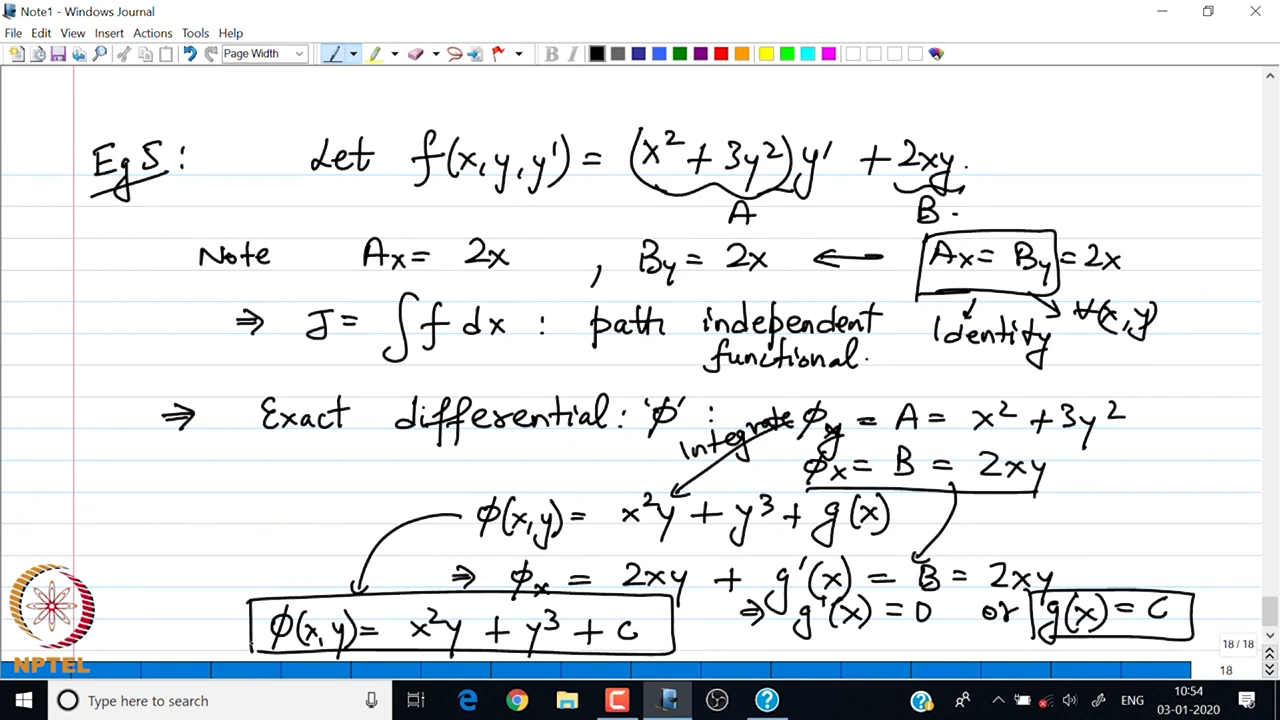 Note1 - Windows Journal
File Edit View Insert Actions Tools Help
Page Width
B I
Eg 5: Let f(x,y,y') = (x² + 3y²)y' + 2xy.
A B.
Note Ax = 2x , By = 2x ← Ax = By = 2x
Identity ∀(x,y)
⇒ J = ∫ f dx : path independent
functional.
⇒ Exact differential: 'ϕ' : ϕy = A = x² + 3y²
Integrate
ϕx = B = 2xy
ϕ(x,y) = x²y + y³ + g(x)
⇒ ϕx = 2xy + g'(x) = B = 2xy
⇒ g'(x) = 0 or g(x) = C
ϕ(x,y) = x²y + y³ + C
NPTEL
18 / 18
18
Type here to search
ENG
10:54
03-01-2020